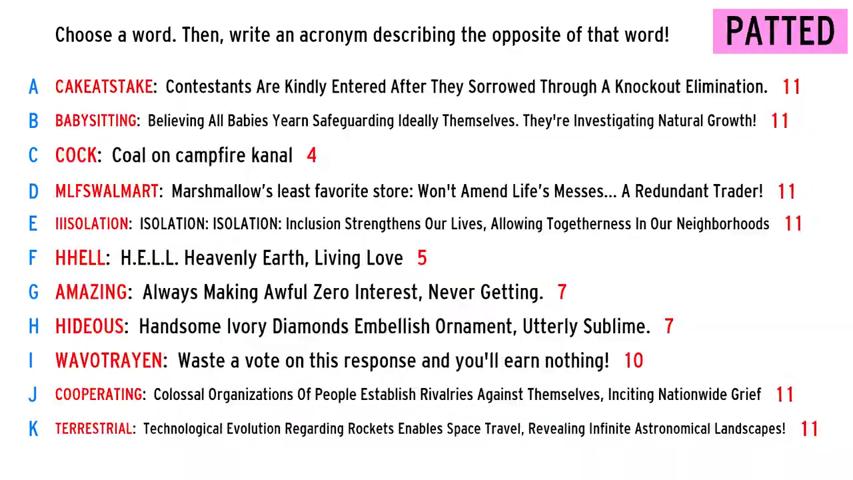 Choose a word. Then, write an acronym describing the opposite of that word!
PATTED
A CAKEATSTAKE: Contestants Are Kindly Entered After They Sorrowed Through A Knockout Elimination. 11
B BABYSITTING: Believing All Babies Yearn Safeguarding Ideally Themselves. They're Investigating Natural Growth! 11
C COCK: Coal on campfire kanal 4
D MLFSWALMART: Marshmallow's least favorite store: Won't Amend Life's Messes... A Redundant Trader! 11
E IIISOLATION: ISOLATION: ISOLATION: Inclusion Strengthens Our Lives, Allowing Togetherness In Our Neighborhoods 11
F HHELL: H.E.L.L. Heavenly Earth, Living Love 5
G AMAZING: Always Making Awful Zero Interest, Never Getting. 7
H HIDEOUS: Handsome Ivory Diamonds Embellish Ornament, Utterly Sublime. 7
I WAVOTRAYEN: Waste a vote on this response and you'll earn nothing! 10
J COOPERATING: Colossal Organizations Of People Establish Rivalries Against Themselves, Inciting Nationwide Grief 11
K TERRESTRIAL: Technological Evolution Regarding Rockets Enables Space Travel, Revealing Infinite Astronomical Landscapes! 11